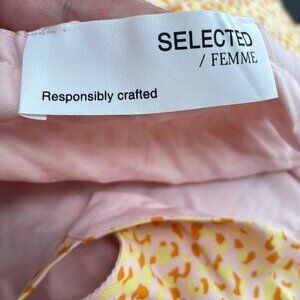 SELECTED
/ FEMME
Responsibly crafted